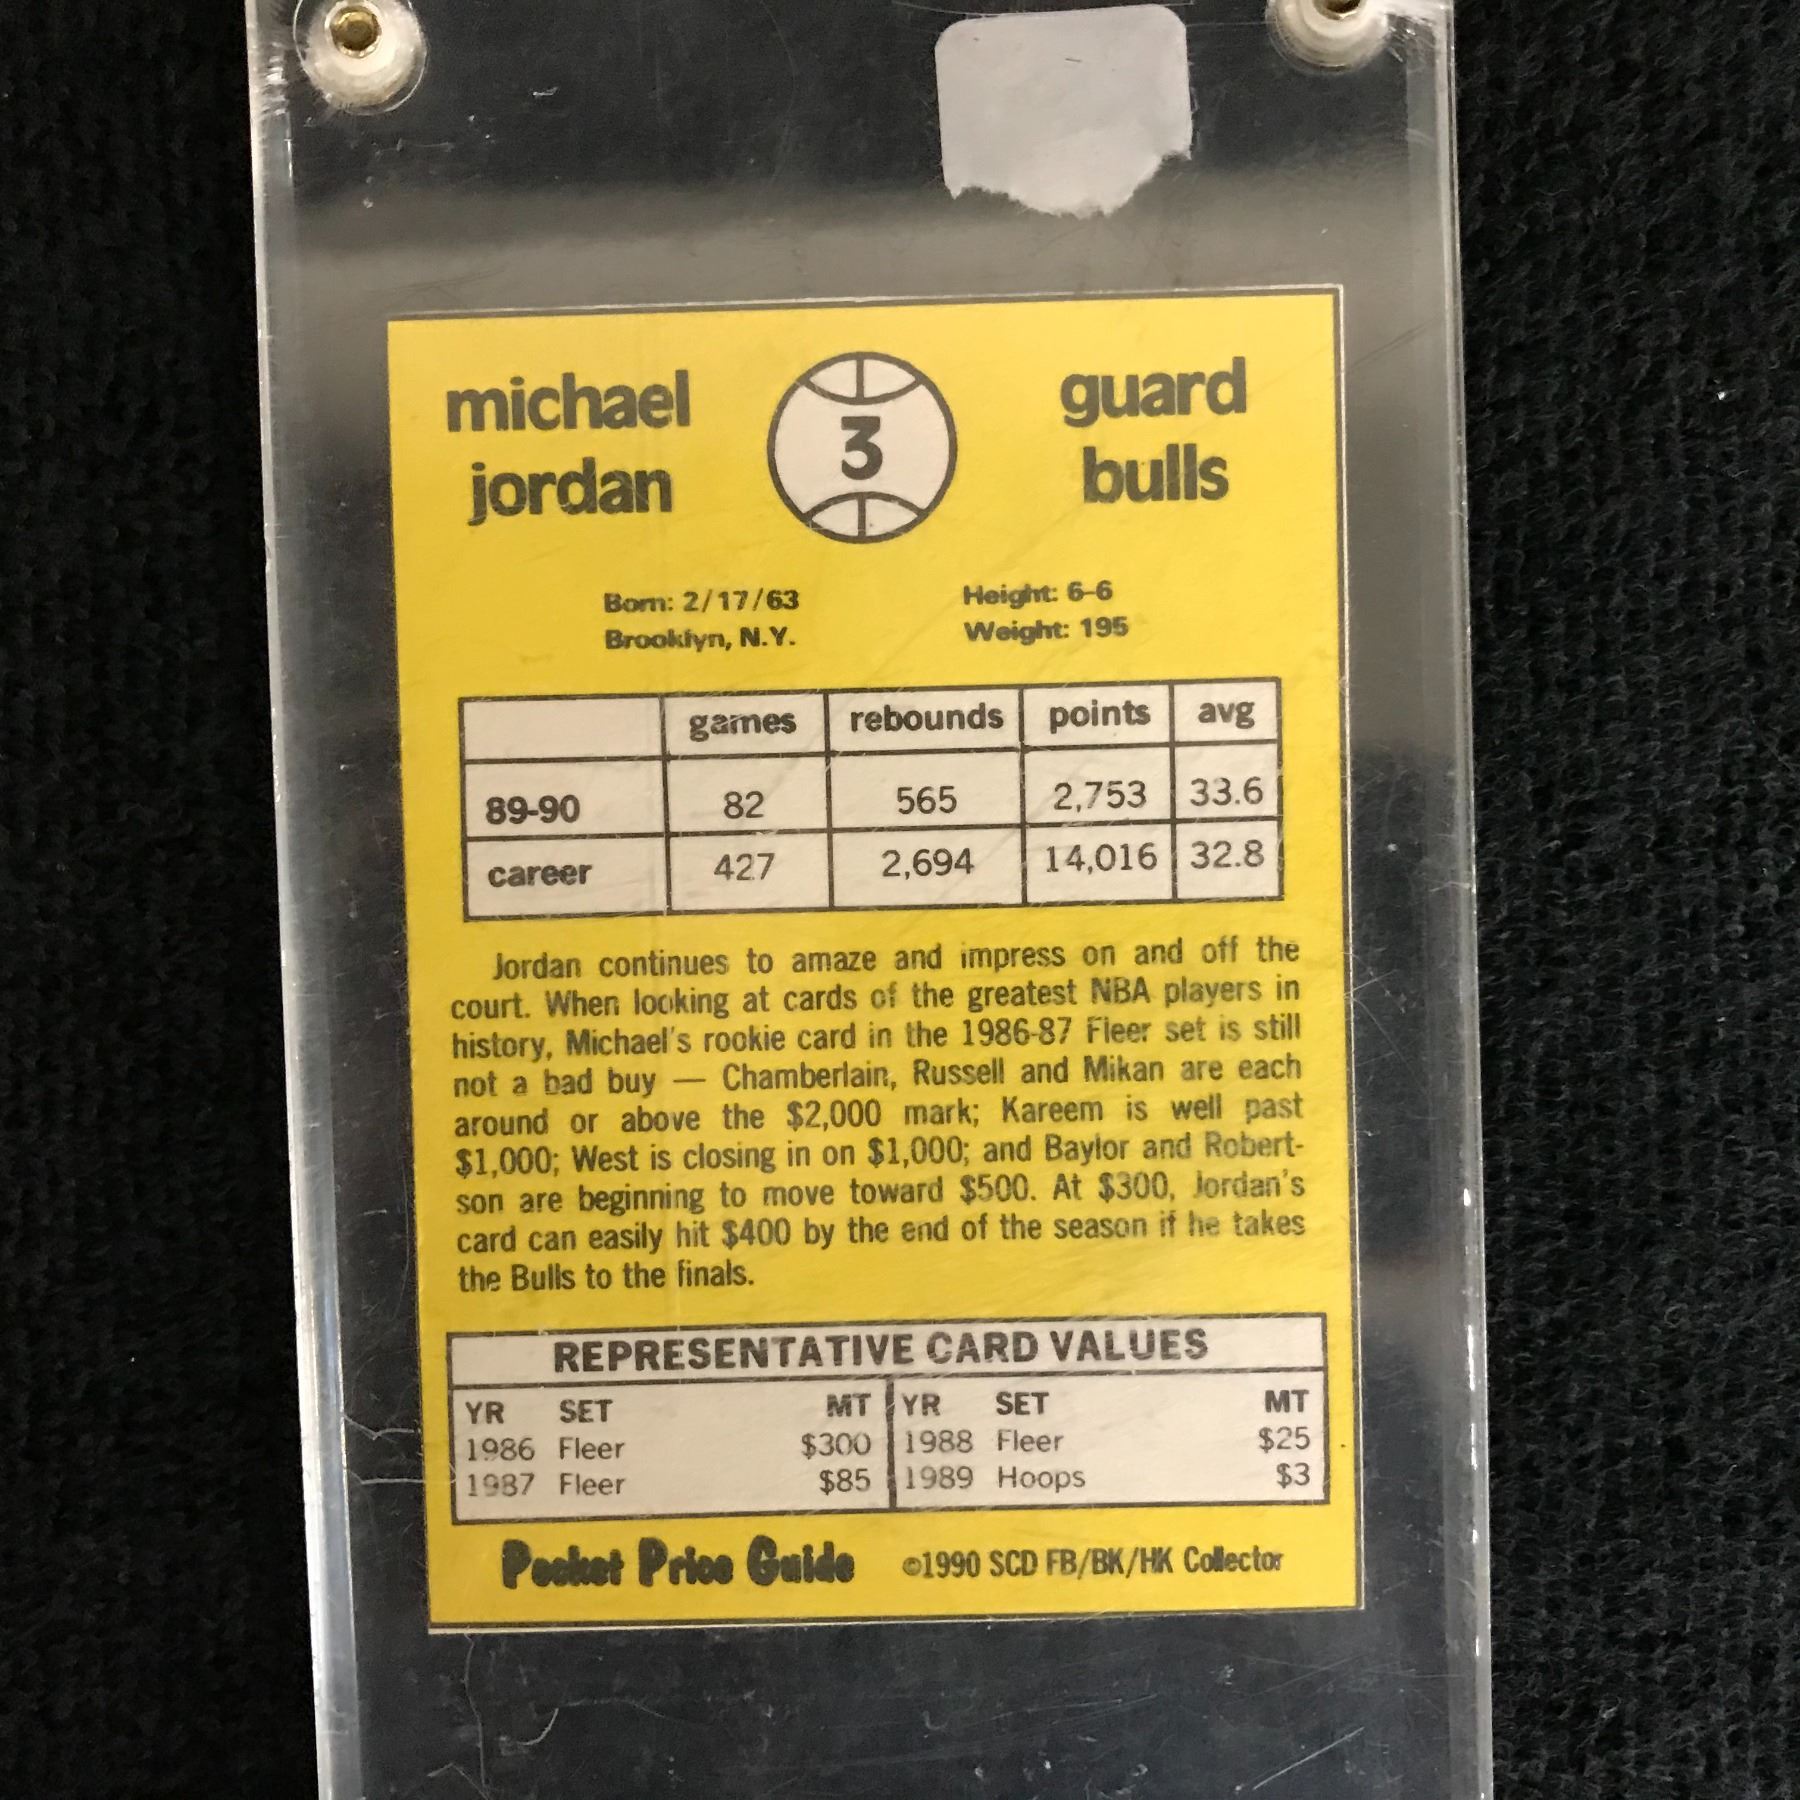 michael
jordan
3
guard
bulls
Born: 2/17/63
Brooklyn, N.Y.
Height: 6-6
Weight: 195
games rebounds points avg
89-90 82 565 2,753 33.6
career 427 2,694 14,016 32.8
Jordan continues to amaze and impress on and off the
court. When looking at cards of the greatest NBA players in
history, Michael's rookie card in the 1986-87 Fleer set is still
not a bad buy — Chamberlain, Russell and Mikan are each
around or above the $2,000 mark; Kareem is well past
$1,000; West is closing in on $1,000; and Baylor and Robert-
son are beginning to move toward $500. At $300, Jordan's
card can easily hit $400 by the end of the season if he takes
the Bulls to the finals.
REPRESENTATIVE CARD VALUES
YR SET MT YR SET MT
1986 Fleer $300 1988 Fleer $25
1987 Fleer $85 1989 Hoops $3
Pocket Price Guide ©1990 SCD FB/BK/HK Collector